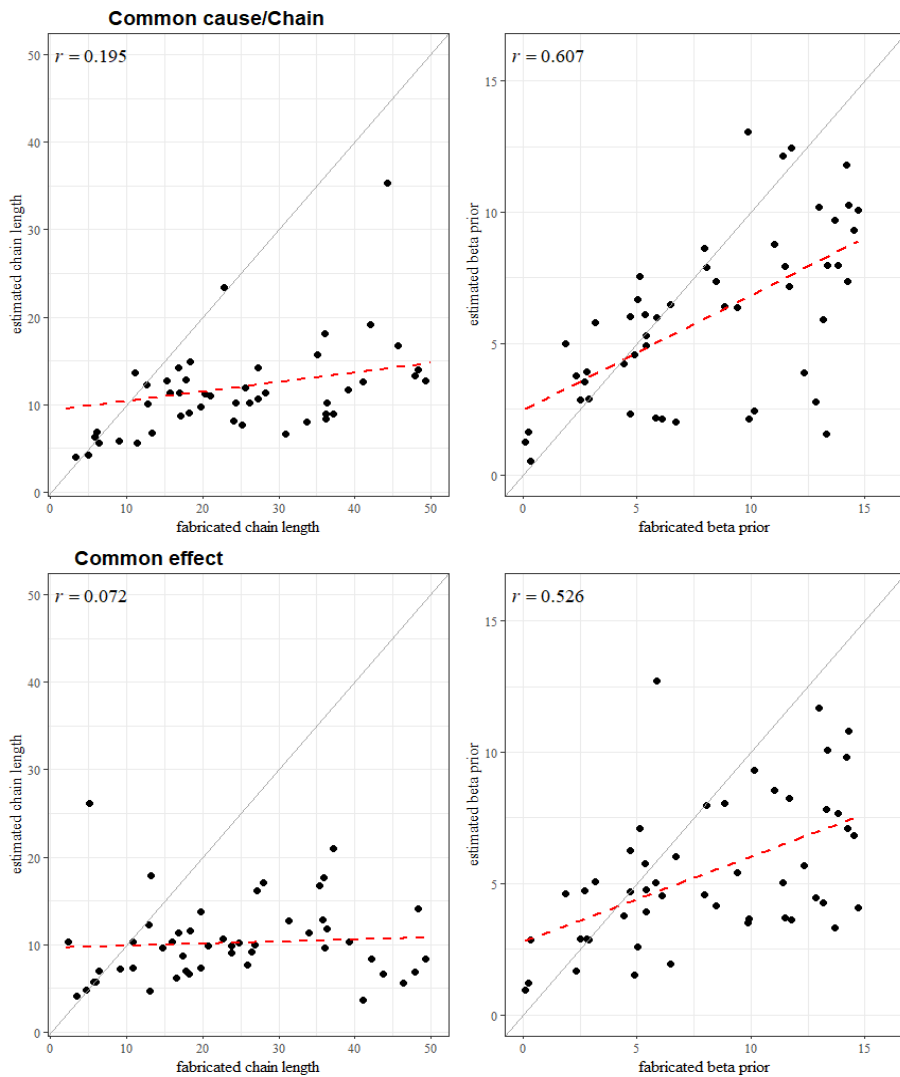 Common cause/Chain
r = 0.195
50
40
30
20
10
0
estimated chain length
0 10 20 30 40 50
fabricated chain length
r = 0.607
15
10
5
0
estimated beta prior
0 5 10 15
fabricated beta prior
Common effect
r = 0.072
50
40
30
20
10
0
estimated chain length
0 10 20 30 40 50
fabricated chain length
r = 0.526
15
10
5
0
estimated beta prior
0 5 10 15
fabricated beta prior